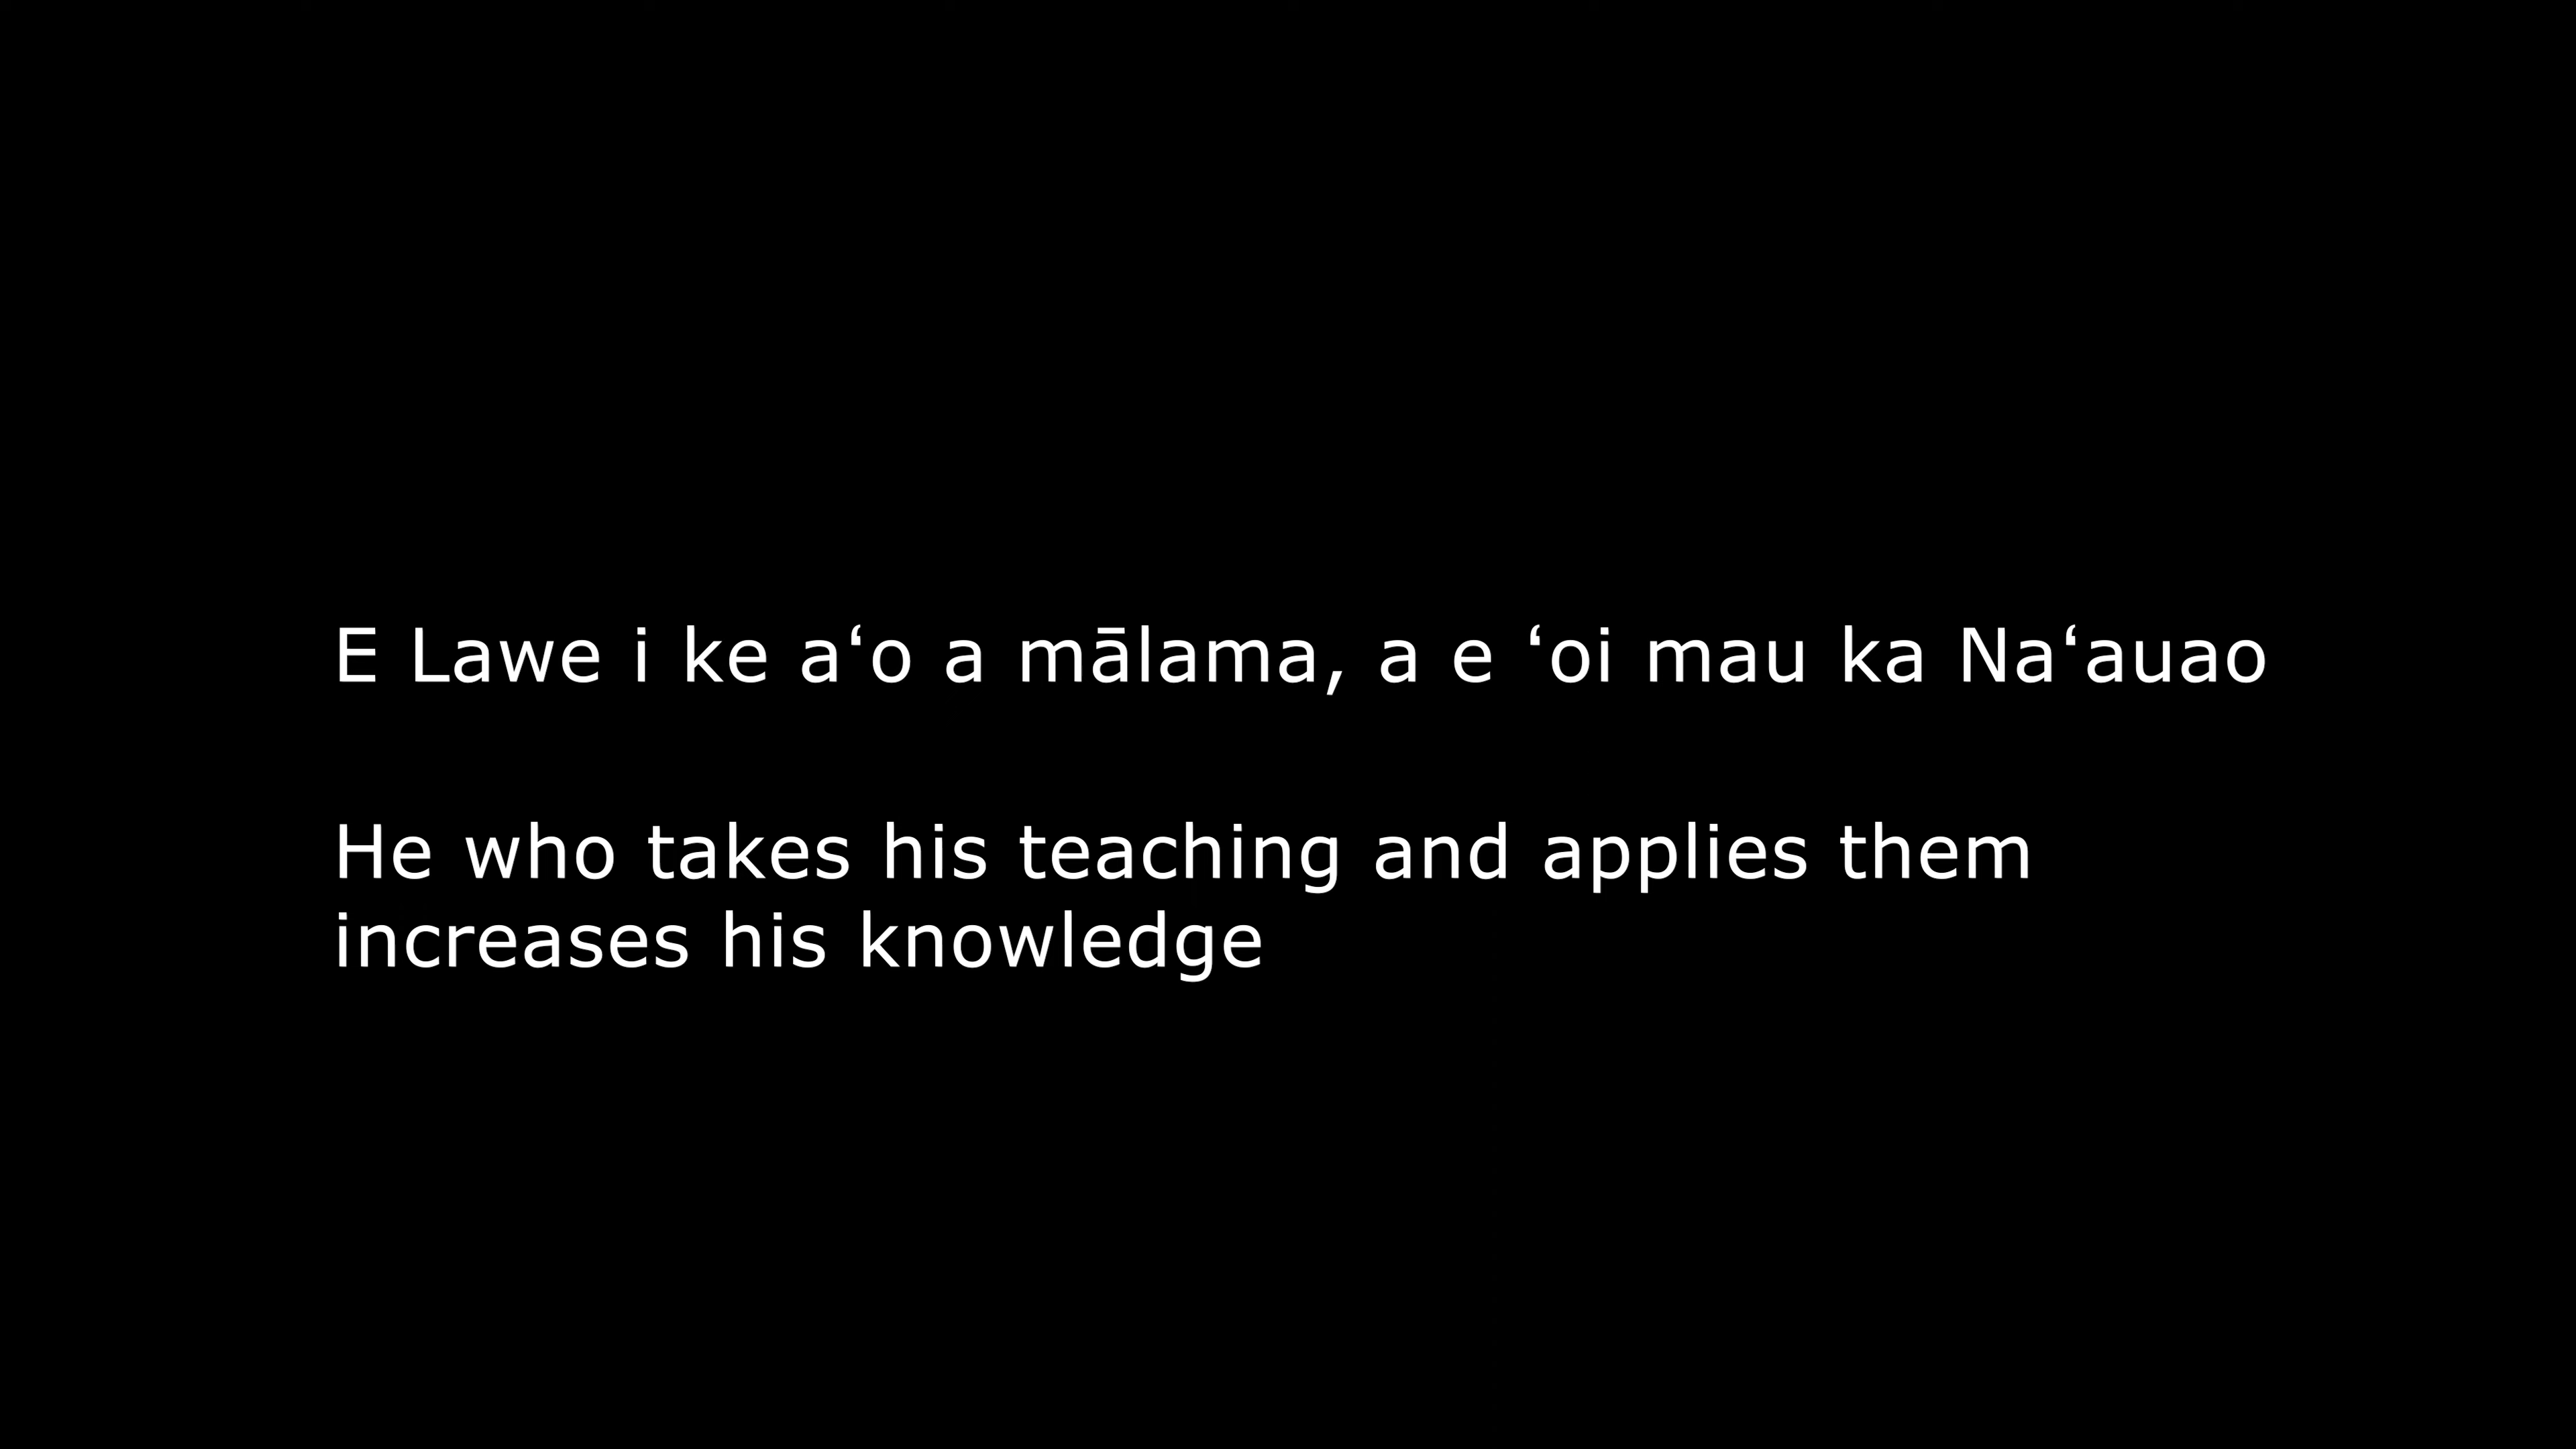 E Lawe i ke aʻo a mālama, a e ʻoi mau ka Naʻauao
He who takes his teaching and applies them
increases his knowledge